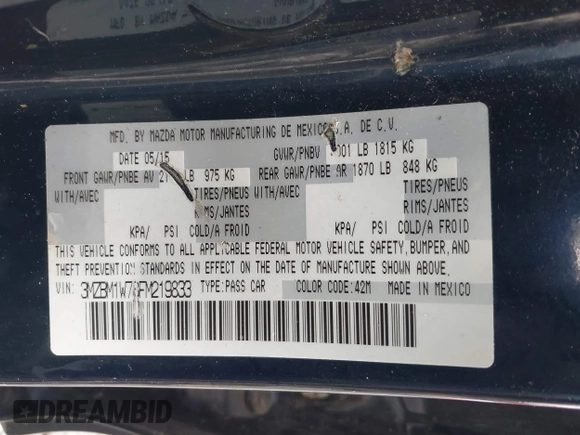 MFD. BY MAZDA MOTOR MANUFACTURING DE MEXICO DE C.V.
DATE 05/15 GVWR/PNBV LB 1815 KG
FRONT GAWR/PNBE AV LB 975 KG REAR GAWR/PNBE AR 1870 LB 848 KG
WITH/AVEC TIRES/PNEUS WITH/AVEC TIRES/PNEUS
RIMS/JANTES RIMS/JANTES
KPA/ PSI COLD/A FROID KPA/ PSI COLD/A FROID
THIS VEHICLE CONFORMS TO ALL APPLICABLE FEDERAL MOTOR VEHICLE SAFETY, BUMPER, AND
THEFT PREVENTION STANDARDS IN EFFECT ON THE DATE OF MANUFACTURE SHOWN ABOVE.
VIN: TYPE:PASS CAR COLOR CODE:42M MADE IN MEXICO
DREAMBID